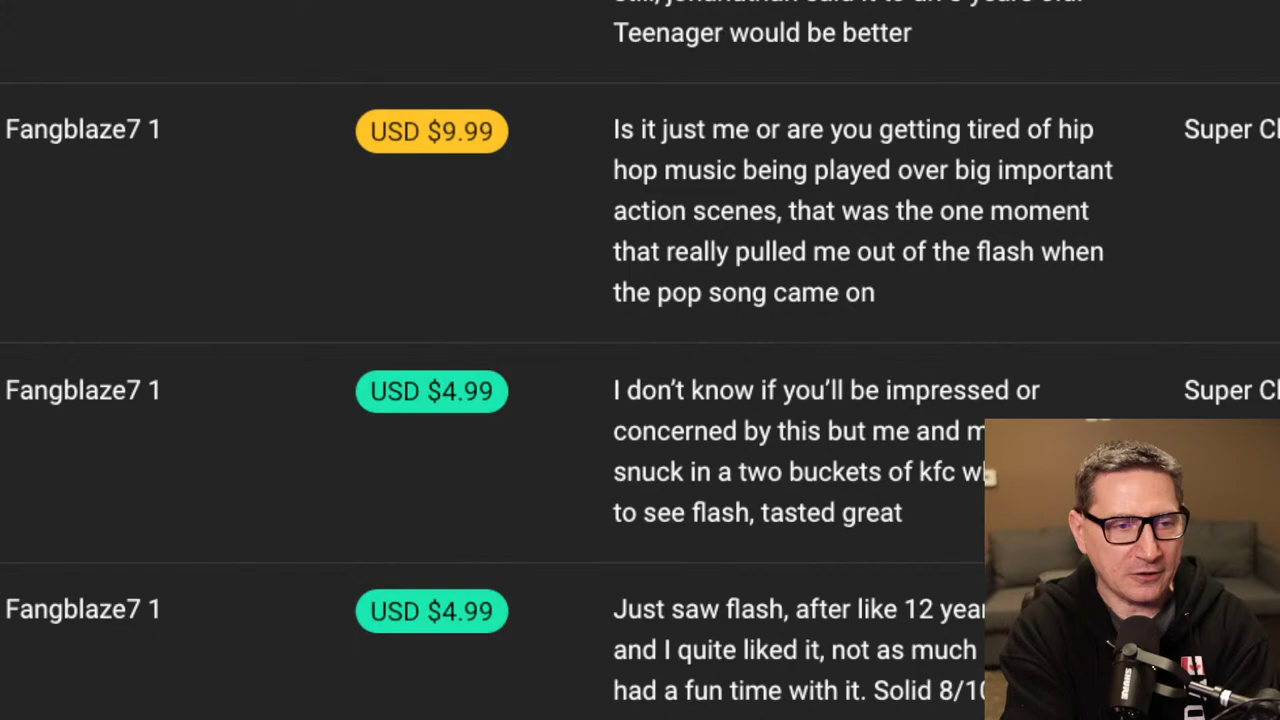 Teenager would be better
Fangblaze7 1
USD $9.99
Is it just me or are you getting tired of hip
hop music being played over big important
action scenes, that was the one moment
that really pulled me out of the flash when
the pop song came on
Super
Fangblaze7 1
USD $4.99
I don't know if you'll be impressed or
concerned by this but me and
snuck in a two buckets of kfc
to see flash, tasted great
Super
Fangblaze7 1
USD $4.99
Just saw flash, after like 12
and I quite liked it, not as much
had a fun time with it. Solid 8/10
SHURE